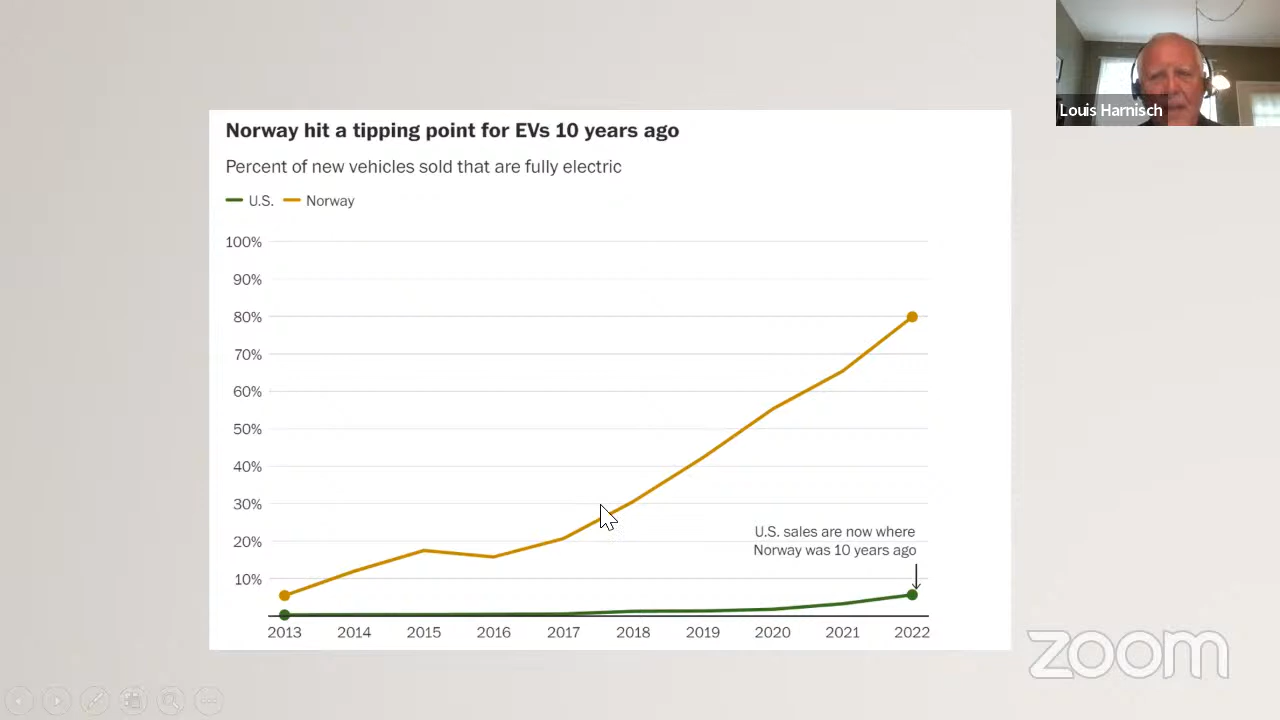 Louis Harnisch
Norway hit a tipping point for EVs 10 years ago
Percent of new vehicles sold that are fully electric
U.S. Norway
100%
90%
80%
70%
60%
50%
40%
30%
20%
10%
U.S. sales are now where
Norway was 10 years ago
2013 2014 2015 2016 2017 2018 2019 2020 2021 2022
zoom